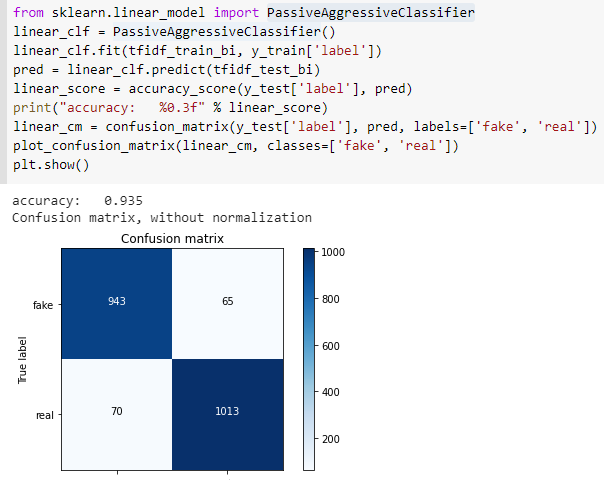 from sklearn.linear_model import PassiveAggressiveClassifier
linear_clf = PassiveAggressiveClassifier()
linear_clf.fit(tfidf_train_bi, y_train['label'])
pred = linear_clf.predict(tfidf_test_bi)
linear_score = accuracy_score(y_test['label'], pred)
print("accuracy:   %0.3f" % linear_score)
linear_cm = confusion_matrix(y_test['label'], pred, labels=['fake', 'real'])
plot_confusion_matrix(linear_cm, classes=['fake', 'real'])
plt.show()
accuracy:   0.935
Confusion matrix, without normalization
Confusion matrix
1000
fake 943 65
800
True label
600
400
real 70 1013
200